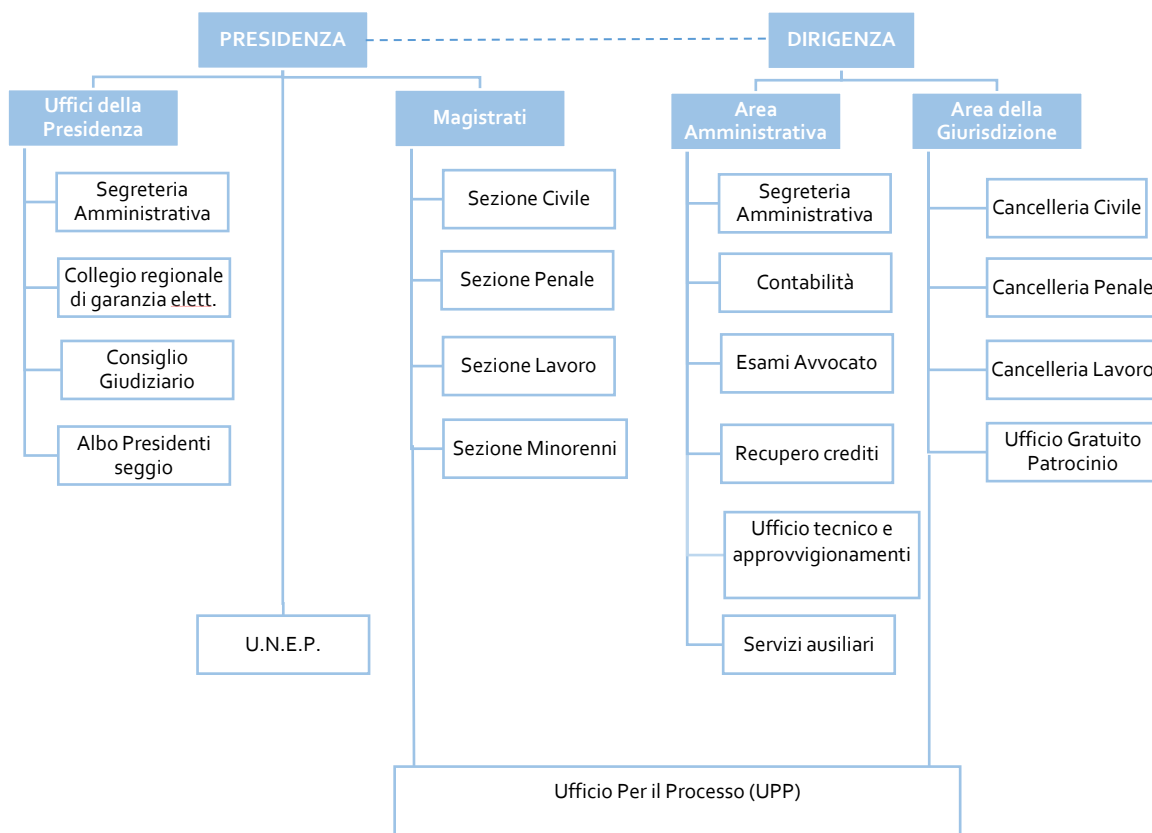 PRESIDENZA
DIRIGENZA
Uffici della
Presidenza
Magistrati
Area
Amministrativa
Area della
Giurisdizione
Segreteria
Amministrativa
Collegio regionale
di garanzia elett.
Consiglio
Giudiziario
Albo Presidenti
seggio
U.N.E.P.
Sezione Civile
Sezione Penale
Sezione Lavoro
Sezione Minorenni
Segreteria
Amministrativa
Contabilità
Esami Avvocato
Recupero crediti
Ufficio tecnico e
approvvigionamenti
Servizi ausiliari
Cancelleria Civile
Cancelleria Penale
Cancelleria Lavoro
Ufficio Gratuito
Patrocinio
Ufficio Per il Processo (UPP)